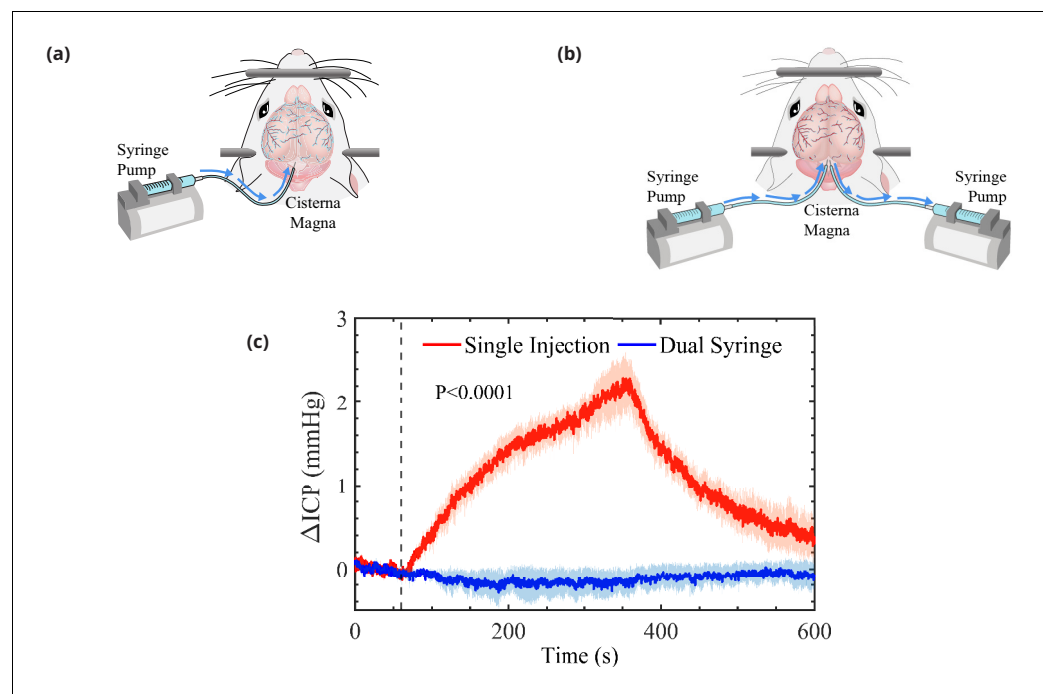 (a)
Syringe
Pump
Cisterna
Magna
(b)
Syringe
Pump
Cisterna
Magna
Syringe
Pump
(c)
Single Injection
Dual Syringe
P<0.0001
ΔICP (mmHg)
3
2
1
0
0
200
400
600
Time (s)